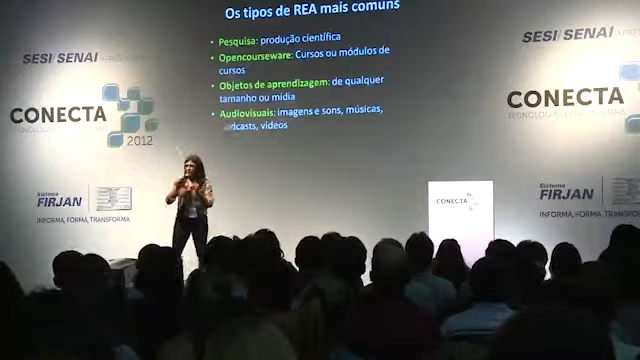 Os tipos de REA mais comuns
• Pesquisa: produção científica
• Opencourseware: Cursos ou módulos de
cursos
• Objetos de aprendizagem: de qualquer
tamanho ou mídia
• Audiovisuais: imagens e sons, músicas,
podcasts, videos
SESI/SENAI APRESENTA
CONECTA
2012
Sistema
FIRJAN
INFORMA, FORMA, TRANSFORMA
CONECTA
SESI/SENAI
CONECTA
Sistema
FIRJAN
INFORMA, FORMA, TRANSFORMA